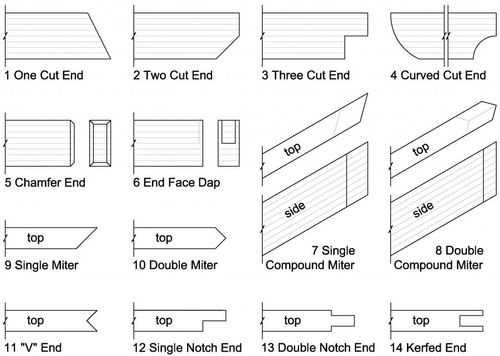 1 One Cut End
2 Two Cut End
3 Three Cut End
4 Curved Cut End
5 Chamfer End
6 End Face Dap
top
side
7 Single
Compound Miter
top
side
8 Double
Compound Miter
top
9 Single Miter
top
10 Double Miter
top
11 "V" End
top
12 Single Notch End
top
13 Double Notch End
top
14 Kerfed End